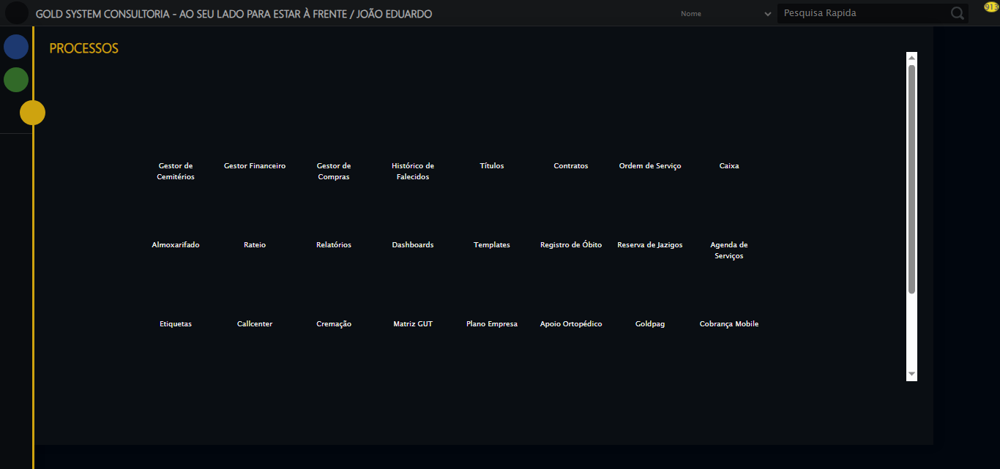 GOLD SYSTEM CONSULTORIA - AO SEU LADO PARA ESTAR À FRENTE / JOÃO EDUARDO
Nome
Pesquisa Rapida
913
PROCESSOS
Gestor de
Cemitérios
Gestor Financeiro
Gestor de
Compras
Histórico de
Falecidos
Títulos
Contratos
Ordem de Serviço
Caixa
Almoxarifado
Rateio
Relatórios
Dashboards
Templates
Registro de Óbito
Reserva de Jazigos
Agenda de
Serviços
Etiquetas
Callcenter
Cremação
Matriz GUT
Plano Empresa
Apoio Ortopédico
Goldpag
Cobrança Mobile